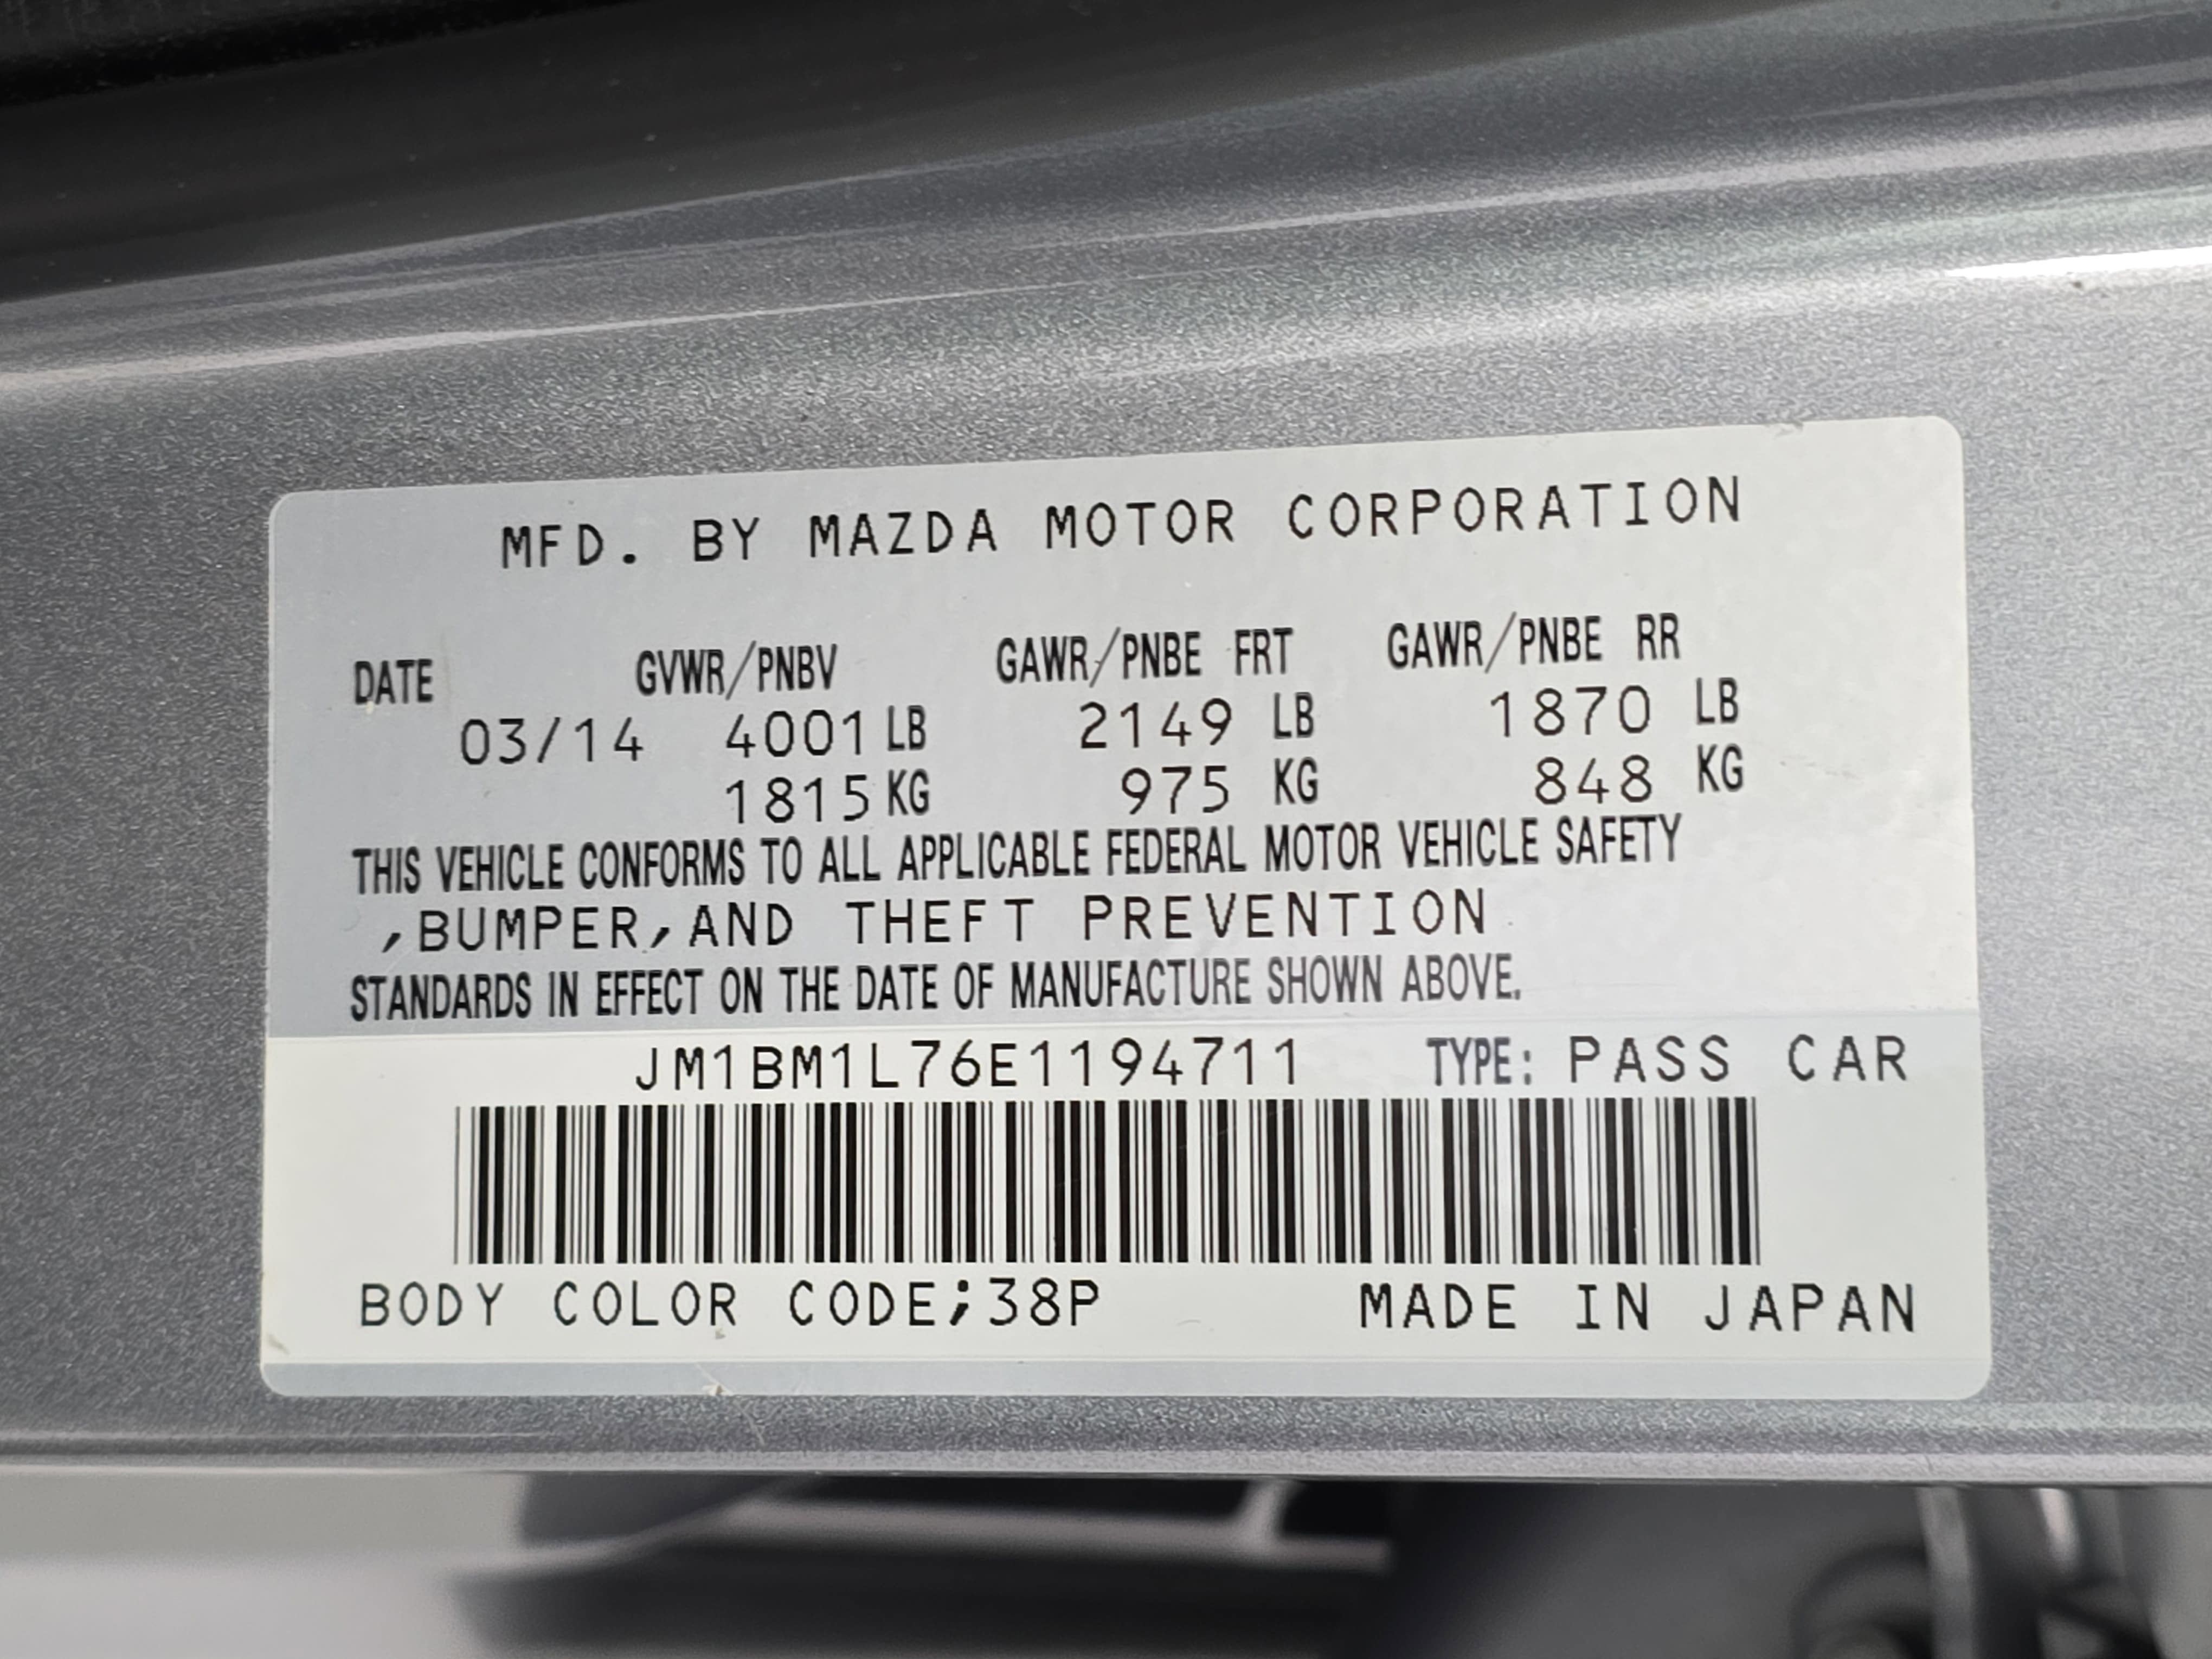 MFD. BY MAZDA MOTOR CORPORATION
DATE GVWR/PNBV GAWR/PNBE FRT GAWR/PNBE RR
03/14 4001 LB 2149 LB 1870 LB
1815 KG 975 KG 848 KG
THIS VEHICLE CONFORMS TO ALL APPLICABLE FEDERAL MOTOR VEHICLE SAFETY
,BUMPER,AND THEFT PREVENTION
STANDARDS IN EFFECT ON THE DATE OF MANUFACTURE SHOWN ABOVE.
JM1BM1L76E1194711 TYPE: PASS CAR
BODY COLOR CODE;38P MADE IN JAPAN